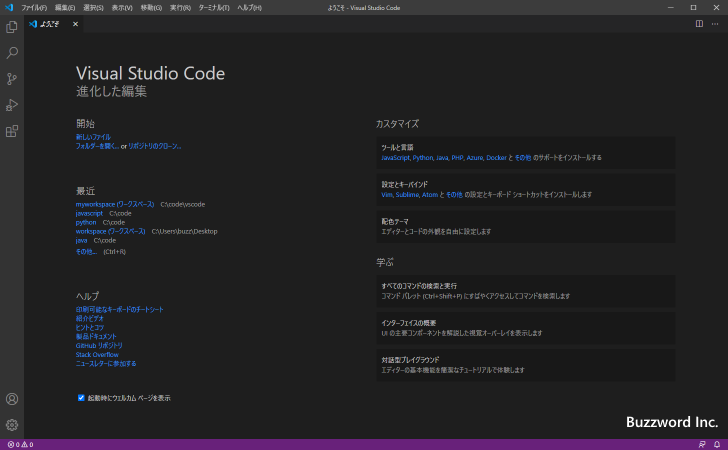 ファイル(F) 編集(E) 選択(S) 表示(V) 移動(G) 実行(R) ターミナル(T) ヘルプ(H) ようこそ - Visual Studio Code
ようこそ
Visual Studio Code
進化した編集
開始
新しいファイル
フォルダーを開く... or リポジトリのクローン...
最近
myworkspace (ワークスペース) C:\code\vscode
javascript C:\code
python C:\code
workspace (ワークスペース) C:\Users\buzz\Desktop
java C:\code
その他... (Ctrl+R)
ヘルプ
印刷可能なキーボードのチートシート
紹介ビデオ
ヒントとコツ
製品ドキュメント
GitHub リポジトリ
Stack Overflow
ニュースレターに参加する
起動時にウェルカム ページを表示
カスタマイズ
ツールと言語
JavaScript, Python, Java, PHP, Azure, Docker と その他 のサポートをインストールする
設定とキーバインド
Vim, Sublime, Atom と その他 の設定とキーボード ショートカットをインストールします
配色テーマ
エディターとコードの外観を自由に設定します
学ぶ
すべてのコマンドの検索と実行
コマンド パレット (Ctrl+Shift+P) にすばやくアクセスしてコマンドを検索します
インターフェイスの概要
UI の主要コンポーネントを解説した視覚オーバーレイを表示します
対話型プレイグラウンド
エディターの基本機能を簡潔なチュートリアルで体験します
Buzzword Inc.
0 0